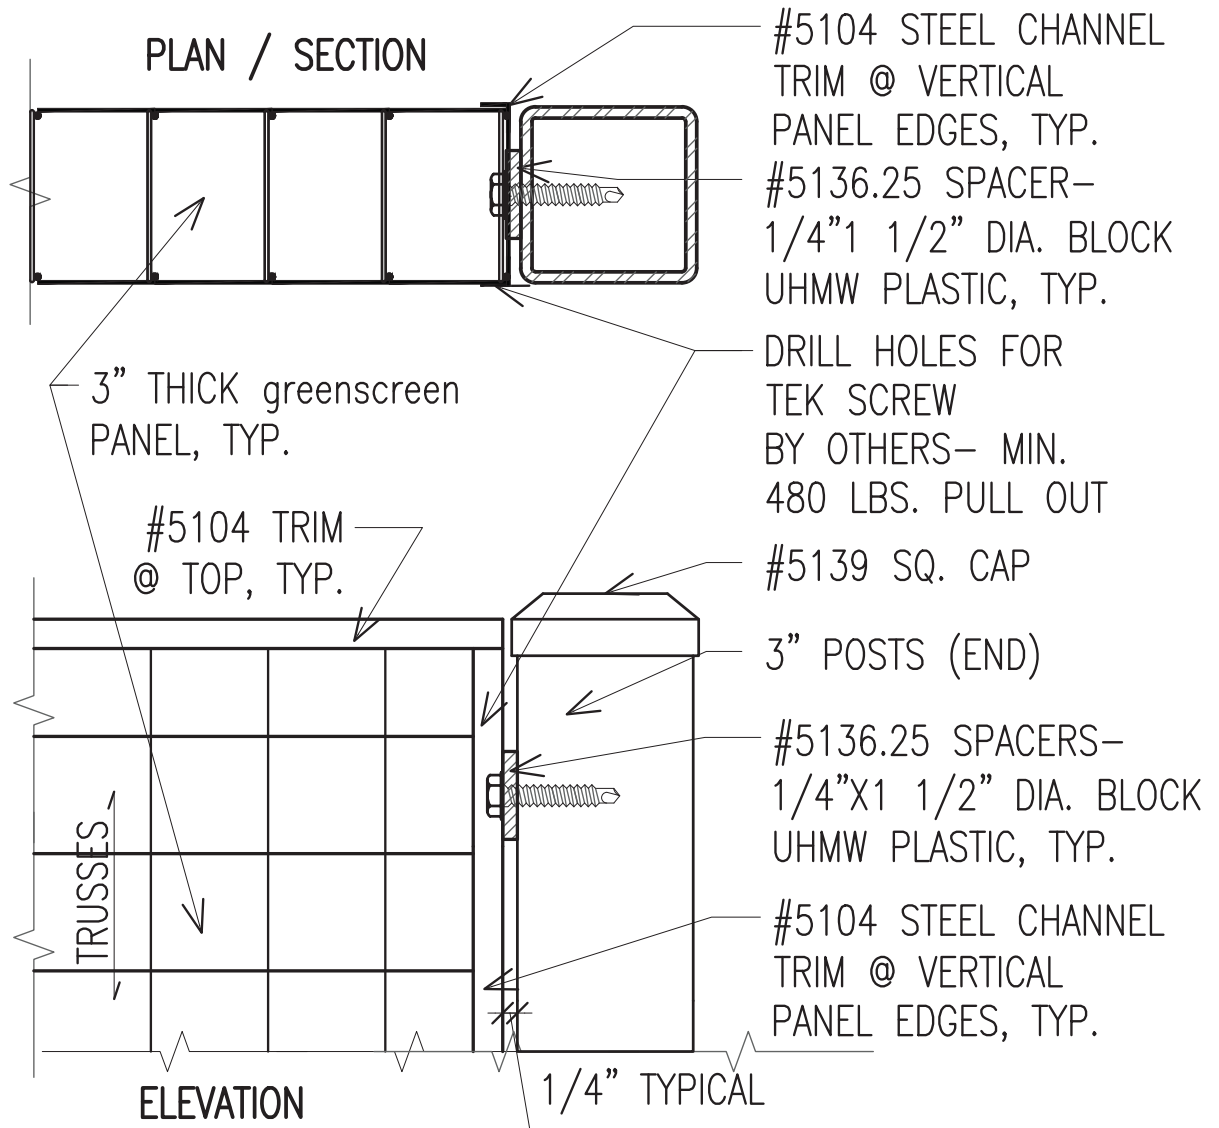 PLAN / SECTION
#5104 STEEL CHANNEL
TRIM @ VERTICAL
PANEL EDGES, TYP.
#5136.25 SPACER-
1/4"1 1/2" DIA. BLOCK
UHMW PLASTIC, TYP.
DRILL HOLES FOR
TEK SCREW
BY OTHERS- MIN.
480 LBS. PULL OUT
3" THICK greenscreen
PANEL, TYP.
#5104 TRIM
@ TOP, TYP.
#5139 SQ. CAP
3" POSTS (END)
#5136.25 SPACERS-
1/4"X1 1/2" DIA. BLOCK
UHMW PLASTIC, TYP.
TRUSSES
#5104 STEEL CHANNEL
TRIM @ VERTICAL
PANEL EDGES, TYP.
1/4" TYPICAL
ELEVATION